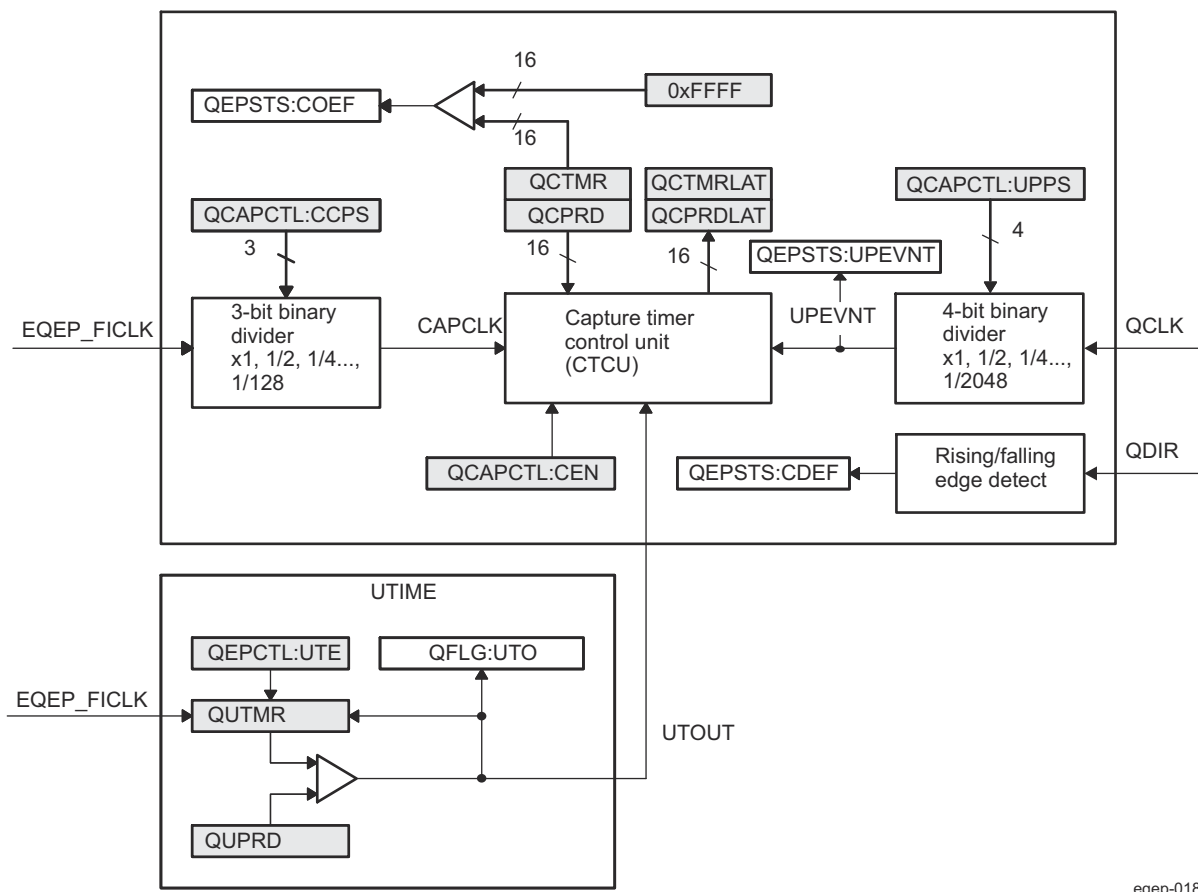 16
0xFFFF
QEPSTS:COEF
16
QCTMR
QCTMRLAT
QCAPCTL:UPPS
QCAPCTL:CCPS
QCPRD
QCPRDLAT
3
16
16
4
QEPSTS:UPEVNT
EQEP_FICLK
3-bit binary
divider
x1, 1/2, 1/4...,
1/128
CAPCLK
Capture timer
control unit
(CTCU)
UPEVNT
4-bit binary
divider
x1, 1/2, 1/4...,
1/2048
QCLK
QCAPCTL:CEN
QEPSTS:CDEF
Rising/falling
edge detect
QDIR
UTIME
QEPCTL:UTE
QFLG:UTO
EQEP_FICLK
QUTMR
UTOUT
QUPRD
eqep-018